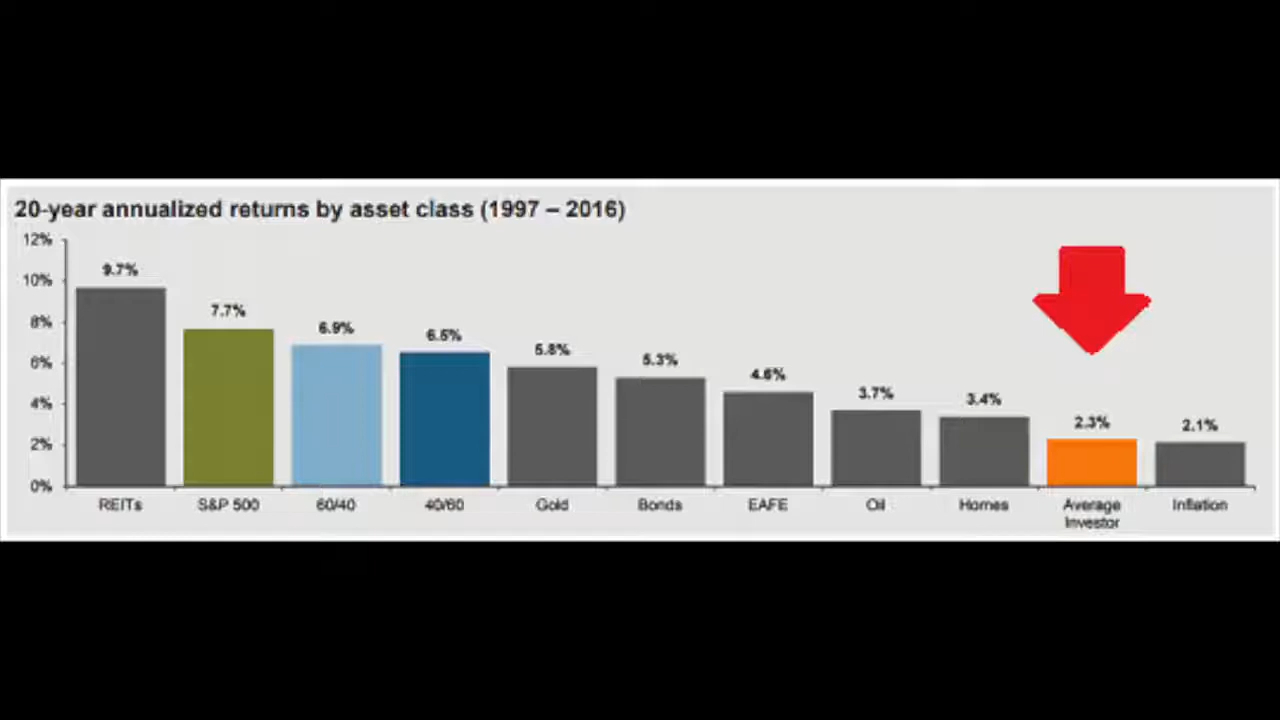 20-year annualized returns by asset class (1997 – 2016)
12%
10%
8%
6%
4%
2%
0%
9.7%
7.7%
6.9%
6.5%
5.8%
5.3%
4.6%
3.7%
3.4%
2.3%
2.1%
REITs
S&P 500
60/40
40/60
Gold
Bonds
EAFE
Oil
Homes
Average
Investor
Inflation